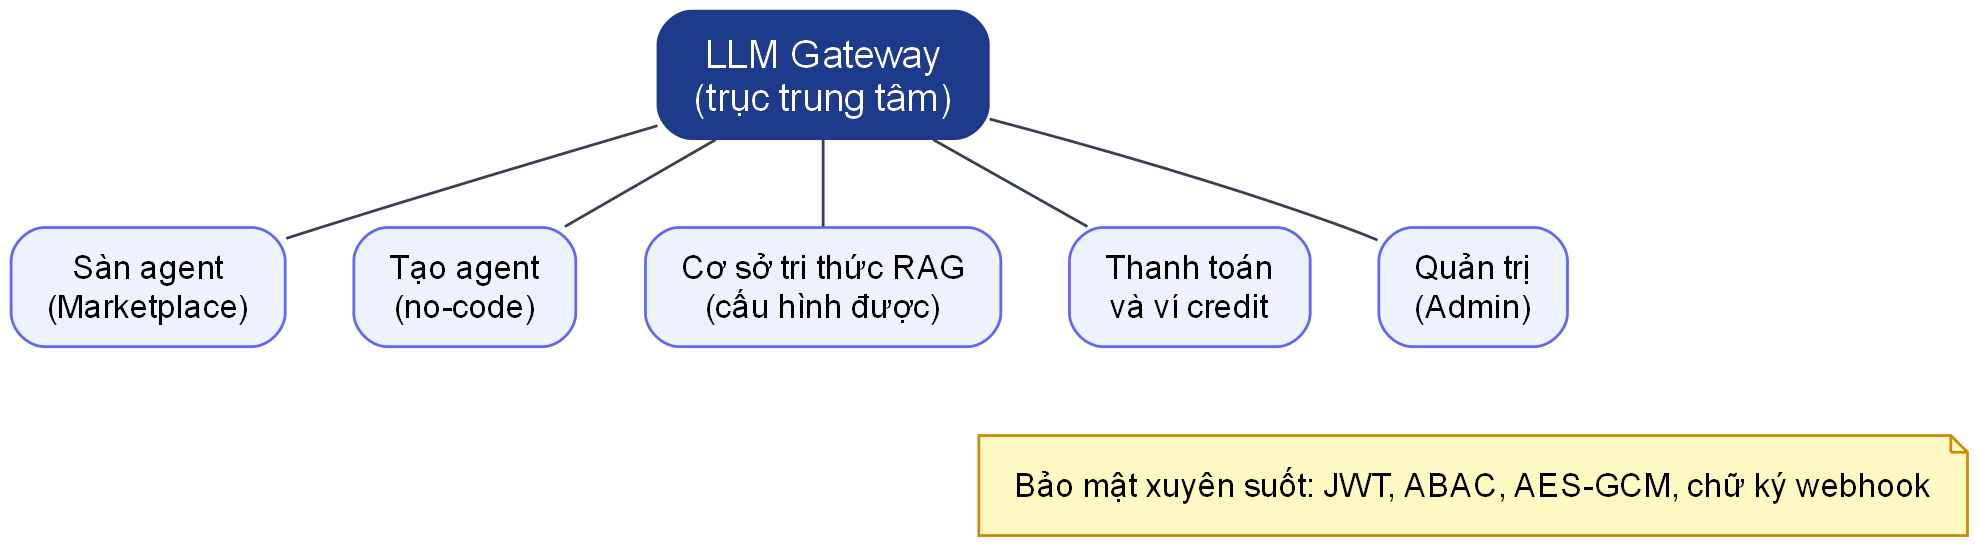 LLM Gateway
(trục trung tâm)
Sàn agent
(Marketplace)
Tạo agent
(no-code)
Cơ sở tri thức RAG
(cấu hình được)
Thanh toán
và ví credit
Quản trị
(Admin)
Bảo mật xuyên suốt: JWT, ABAC, AES-GCM, chữ ký webhook